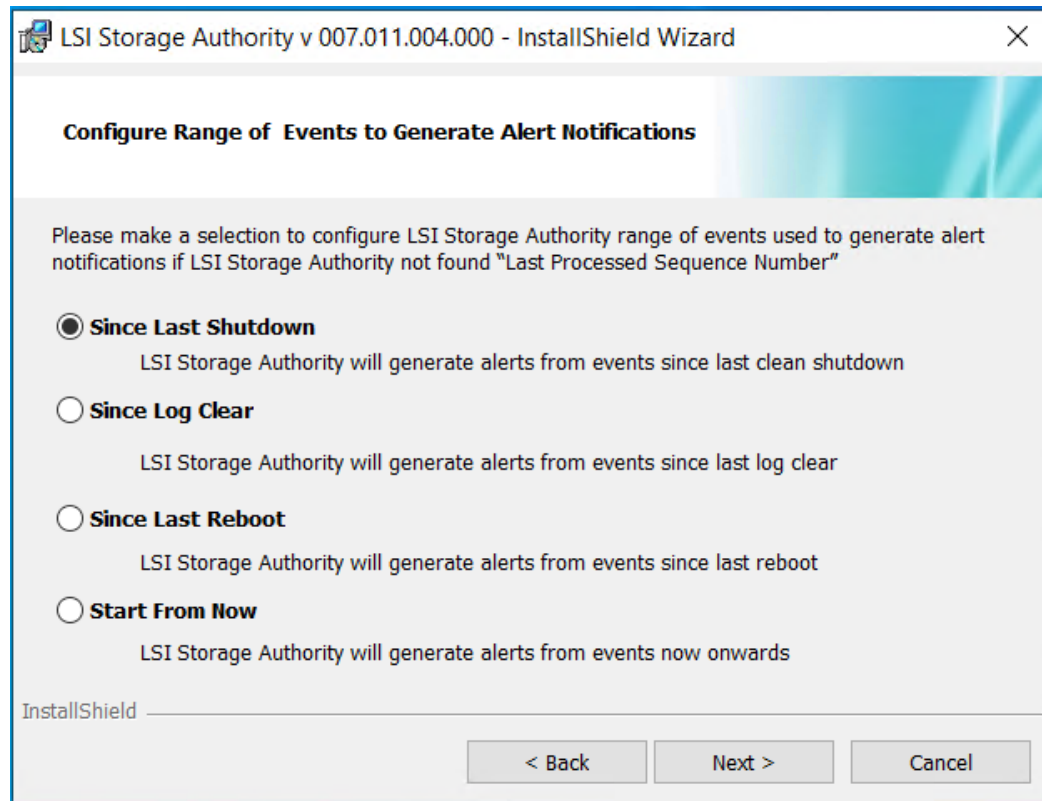 LSI Storage Authority v 007.011.004.000 - InstallShield Wizard
Configure Range of  Events to Generate Alert Notifications
Please make a selection to configure LSI Storage Authority range of events used to generate alert
notifications if LSI Storage Authority not found “Last Processed Sequence Number”
Since Last Shutdown
LSI Storage Authority will generate alerts from events since last clean shutdown
Since Log Clear
LSI Storage Authority will generate alerts from events since last log clear
Since Last Reboot
LSI Storage Authority will generate alerts from events since last reboot
Start From Now
LSI Storage Authority will generate alerts from events now onwards
InstallShield
< Back Next > Cancel